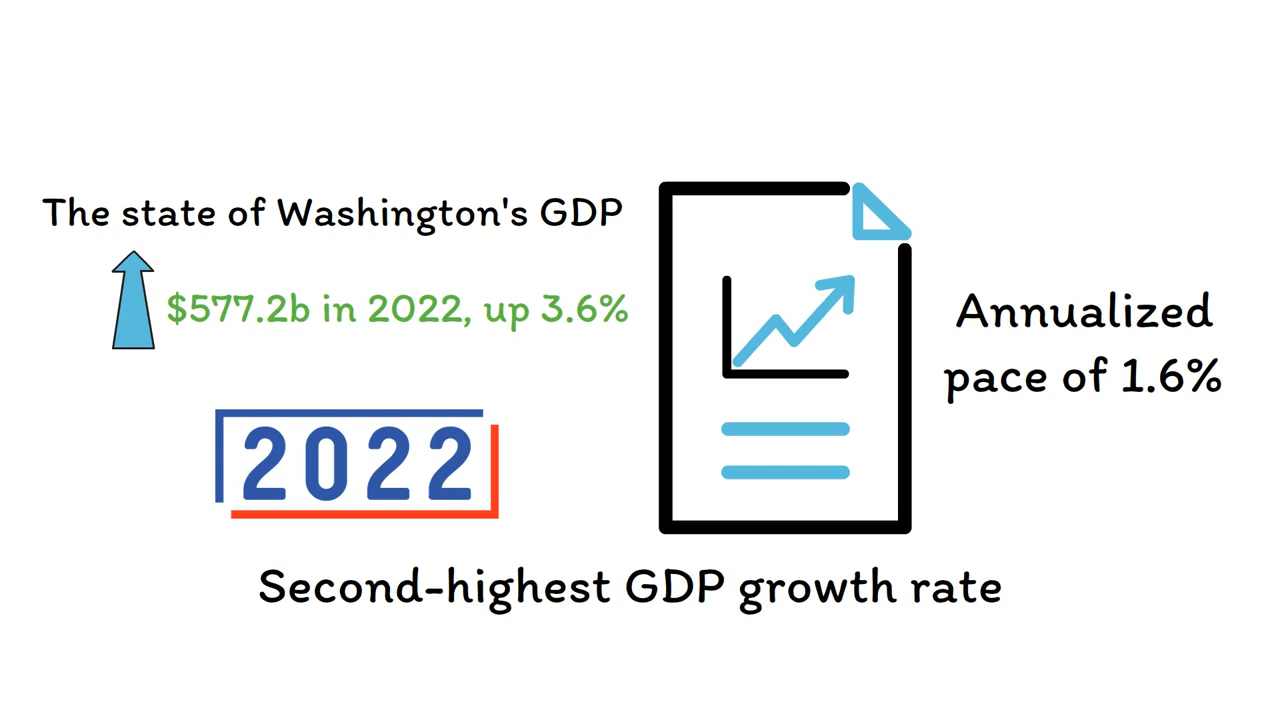 The state of Washington's GDP
$577.2b in 2022, up 3.6%
Annualized
pace of 1.6%
2022
Second-highest GDP growth rate